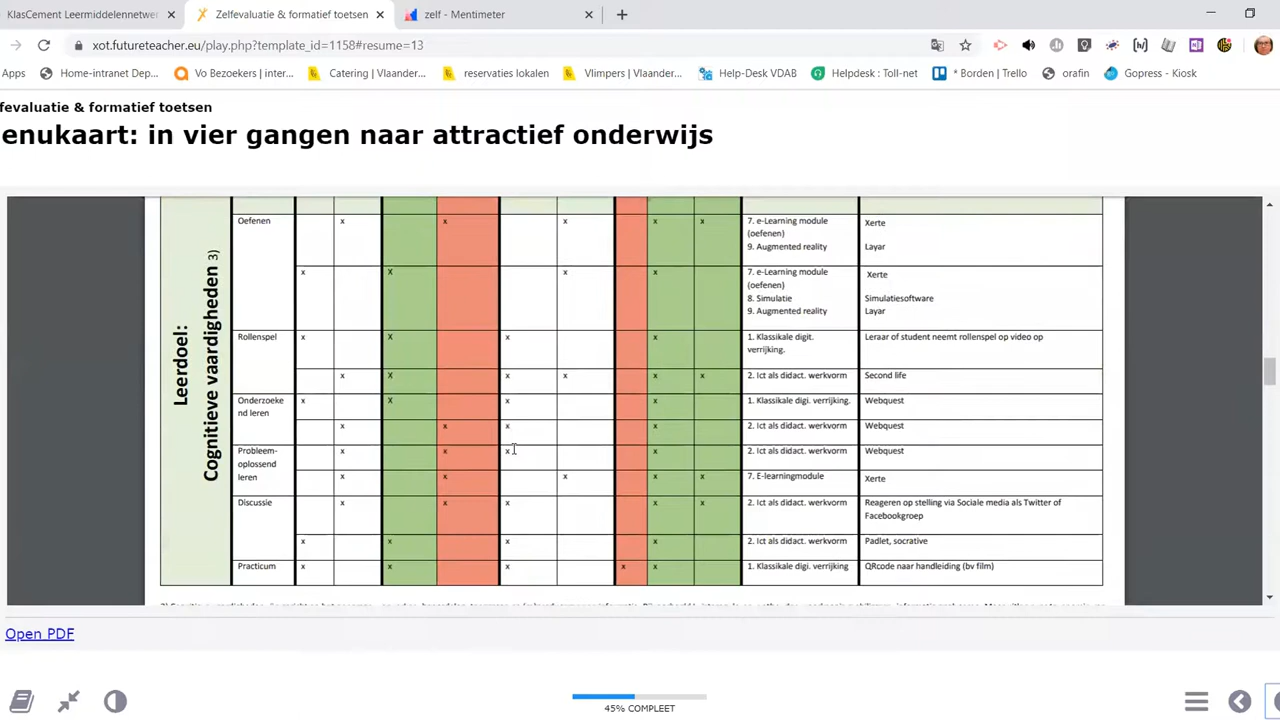 KlasCement Leermiddelennetwer
Zelfevaluatie & formatief toetsen
zelf - Mentimeter
xot.futureteacher.eu/play.php?template_id=1158#resume=13
Apps
Home-intranet Dep...
Vo Bezoekers | inter...
Catering | Vlaander...
reservaties lokalen
Vlimpers | Vlaander...
Help-Desk VDAB
Helpdesk : Toll-net
* Borden | Trello
orafin
Gopress - Kiosk
fevaluatie & formatief toetsen
enukaart: in vier gangen naar attractief onderwijs
Leerdoel:
Cognitieve vaardigheden 3)
Oefenen x x x x x 7. e-Learning module Xerte
(oefenen)
9. Augmented reality Layar
x X x x 7. e-Learning module Xerte
(oefenen)
8. Simulatie Simulatiesoftware
9. Augmented reality Layar
Rollenspel x X x x 1. Klassikale digit. Leraar of student neemt rollenspel op video op
verrijking.
x X x x x x 2. Ict als didact. werkvorm Second life
Onderzoeke x X x x 1. Klassikale digi. verrijking. Webquest
nd leren
x x x x 2. Ict als didact. werkvorm Webquest
Probleem- x x x x 2. Ict als didact. werkvorm Webquest
oplossend
leren x x x x x 7. E-learningmodule Xerte
Discussie x x x x x 2. Ict als didact. werkvorm Reageren op stelling via Sociale media als Twitter of
Facebookgroep
x x x x 2. Ict als didact. werkvorm Padlet, socrative
Practicum x x x x x 1. Klassikale digi. verrijking QRcode naar handleiding (bv film)
Open PDF
45% COMPLEET